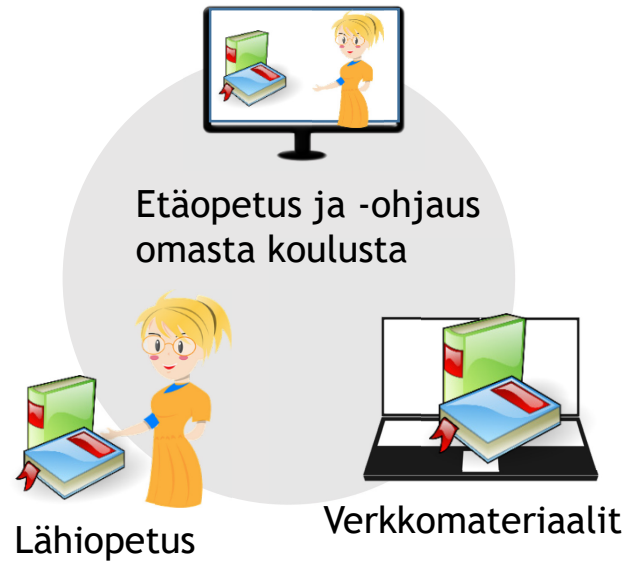 Etäopetus ja -ohjaus
omasta koulusta
Lähiopetus
Verkkomateriaalit